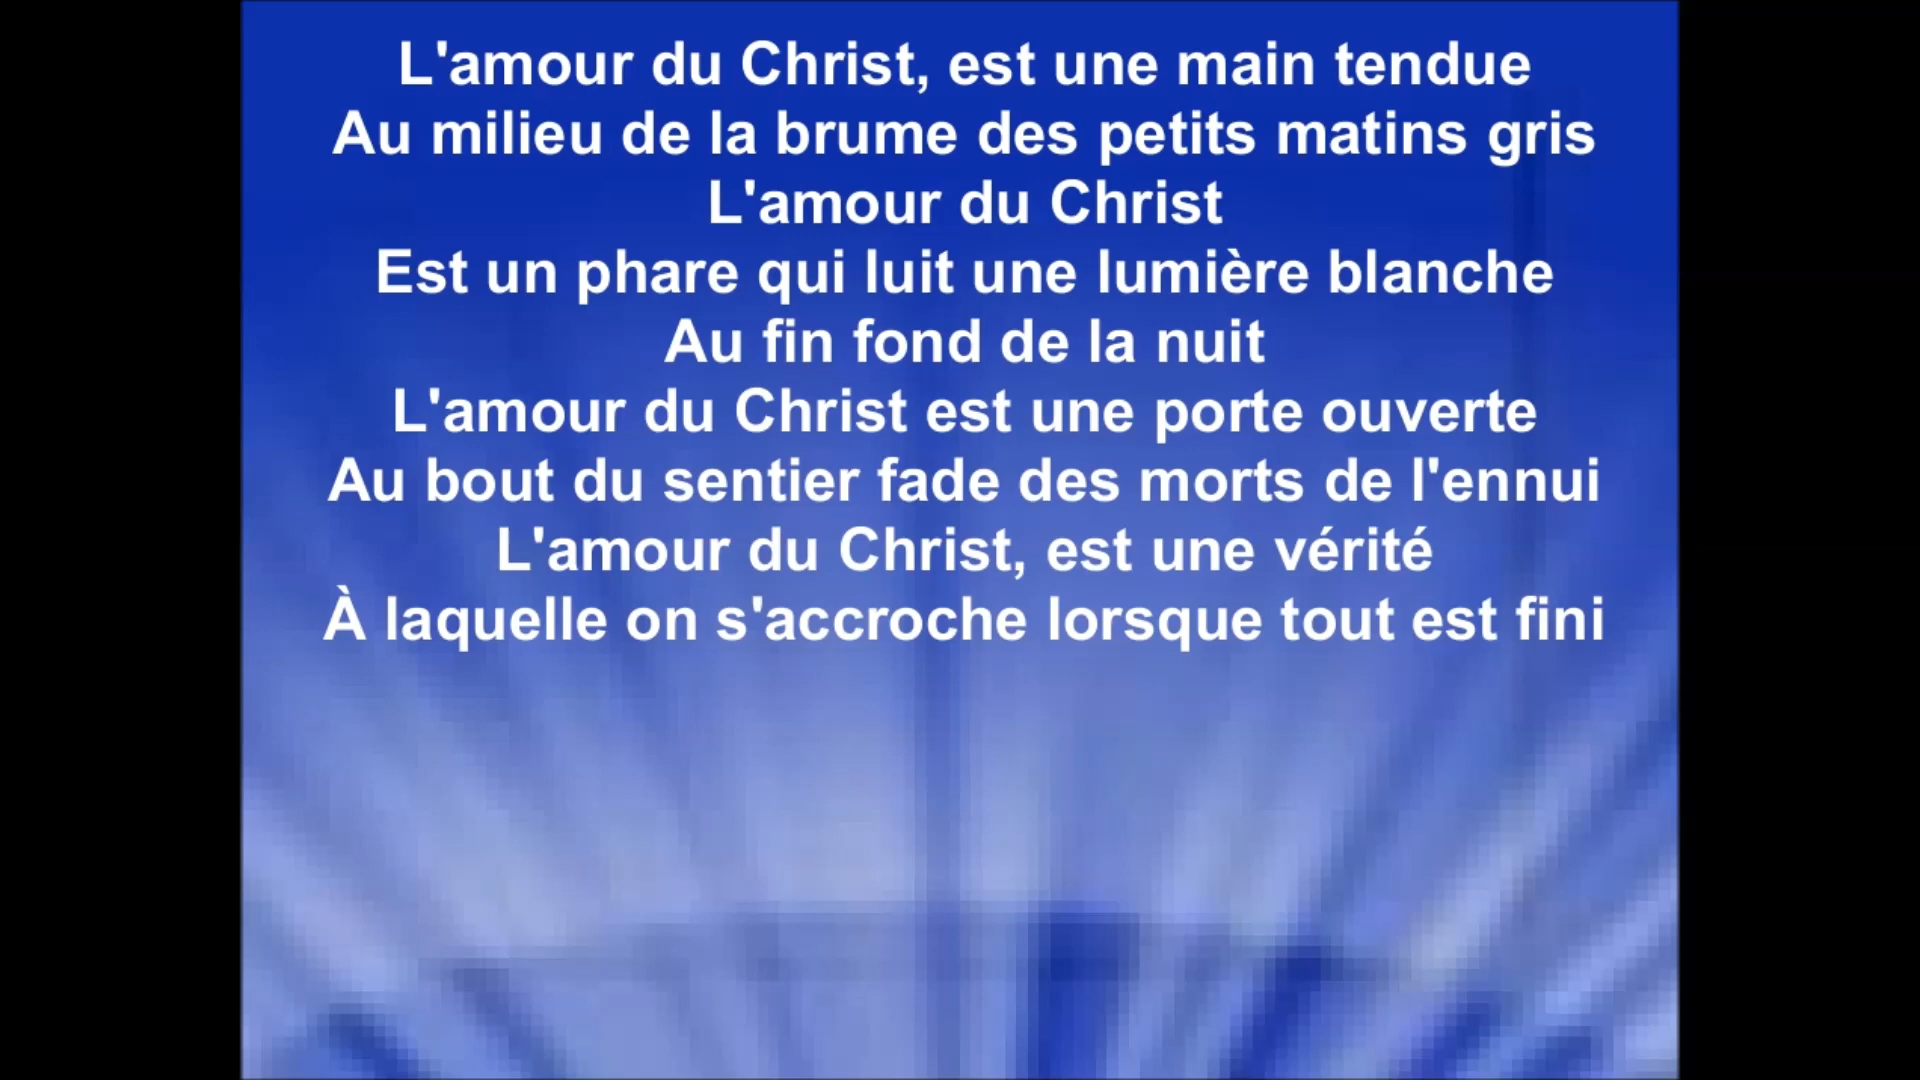 L'amour du Christ, est une main tendue
Au milieu de la brume des petits matins gris
L'amour du Christ
Est un phare qui luit une lumière blanche
Au fin fond de la nuit
L'amour du Christ est une porte ouverte
Au bout du sentier fade des morts de l'ennui
L'amour du Christ, est une vérité
À laquelle on s'accroche lorsque tout est fini